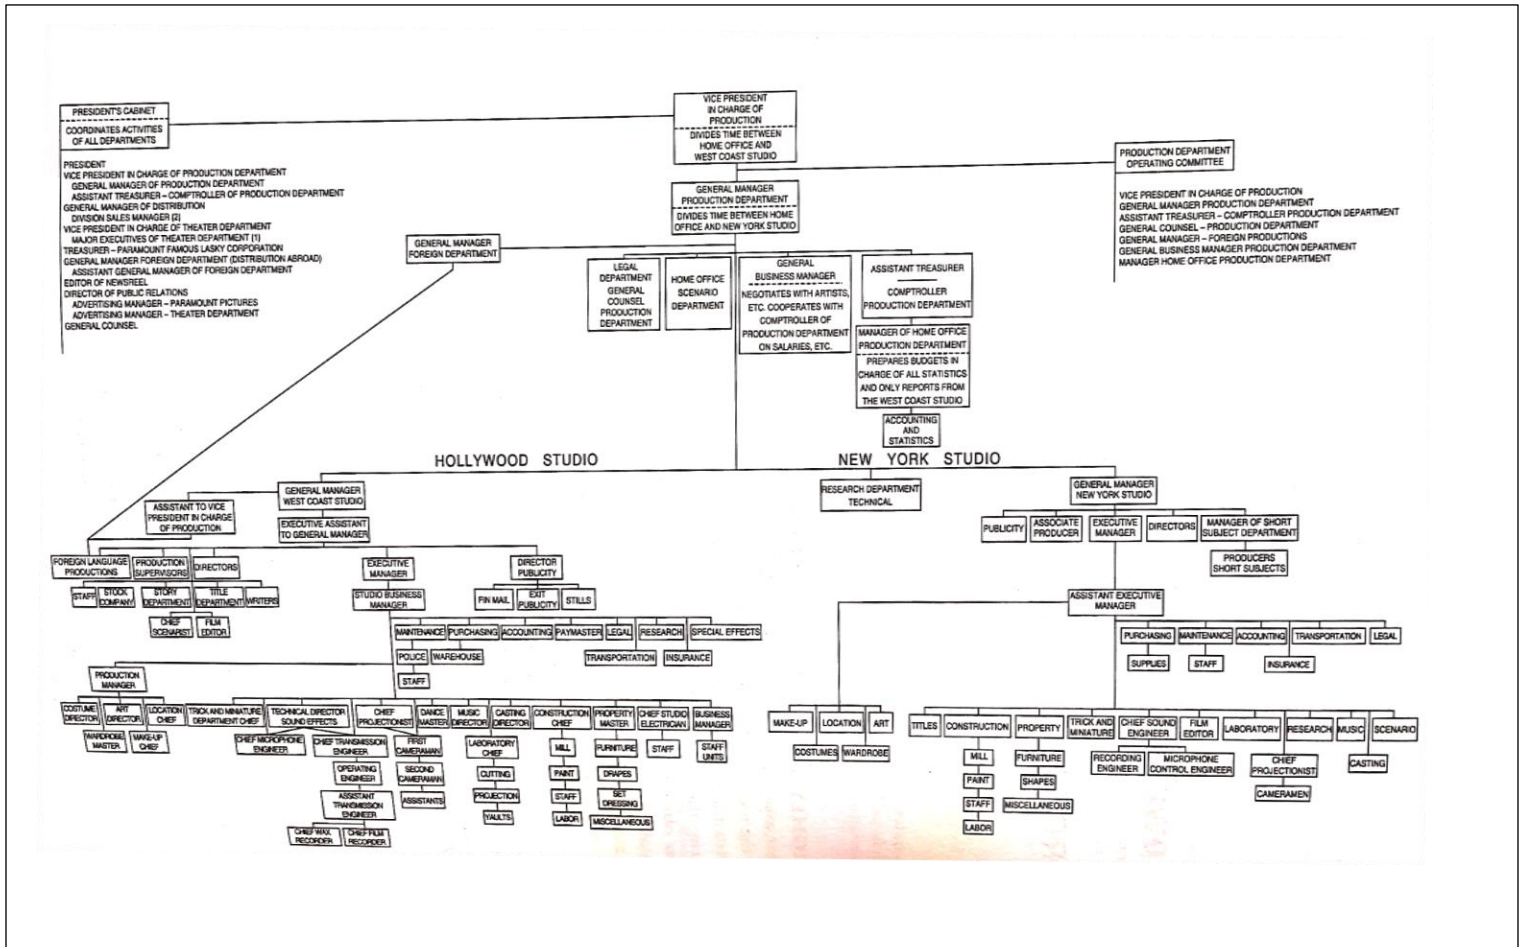 PRESIDENT'S CABINET
COORDINATES ACTIVITIES
OF ALL DEPARTMENTS
PRESIDENT
VICE PRESIDENT IN CHARGE OF PRODUCTION DEPARTMENT
GENERAL MANAGER OF PRODUCTION DEPARTMENT
ASSISTANT TREASURER – COMPTROLLER OF PRODUCTION DEPARTMENT
GENERAL MANAGER OF DISTRIBUTION
DIVISION SALES MANAGER (2)
VICE PRESIDENT IN CHARGE OF THEATER DEPARTMENT
MAJOR EXECUTIVES OF THEATER DEPARTMENT (1)
TREASURER – PARAMOUNT FAMOUS LASKY CORPORATION
GENERAL MANAGER FOREIGN DEPARTMENT (DISTRIBUTION ABROAD)
ASSISTANT GENERAL MANAGER OF FOREIGN DEPARTMENT
EDITOR OF NEWSREEL
DIRECTOR OF PUBLIC RELATIONS
ADVERTISING MANAGER – PARAMOUNT PICTURES
ADVERTISING MANAGER – THEATER DEPARTMENT
GENERAL COUNSEL
VICE PRESIDENT
IN CHARGE OF
PRODUCTION
DIVIDES TIME BETWEEN
HOME OFFICE AND
WEST COAST STUDIO
PRODUCTION DEPARTMENT
OPERATING COMMITTEE
VICE PRESIDENT IN CHARGE OF PRODUCTION
GENERAL MANAGER PRODUCTION DEPARTMENT
ASSISTANT TREASURER – COMPTROLLER PRODUCTION DEPARTMENT
GENERAL COUNSEL – PRODUCTION DEPARTMENT
GENERAL MANAGER – FOREIGN PRODUCTIONS
GENERAL BUSINESS MANAGER PRODUCTION DEPARTMENT
MANAGER HOME OFFICE PRODUCTION DEPARTMENT
GENERAL MANAGER
PRODUCTION DEPARTMENT
DIVIDES TIME BETWEEN HOME
OFFICE AND NEW YORK STUDIO
GENERAL MANAGER
FOREIGN DEPARTMENT
LEGAL
DEPARTMENT
GENERAL
COUNSEL
PRODUCTION
DEPARTMENT
HOME OFFICE
SCENARIO
DEPARTMENT
GENERAL
BUSINESS MANAGER
NEGOTIATES WITH ARTISTS,
ETC. COOPERATES WITH
COMPTROLLER OF
PRODUCTION DEPARTMENT
ON SALARIES, ETC.
ASSISTANT TREASURER
COMPTROLLER
PRODUCTION DEPARTMENT
MANAGER OF HOME OFFICE
PRODUCTION DEPARTMENT
PREPARES BUDGETS IN
CHARGE OF ALL STATISTICS
AND ONLY REPORTS FROM
THE WEST COAST STUDIO
ACCOUNTING
AND
STATISTICS
HOLLYWOOD STUDIO
NEW YORK STUDIO
GENERAL MANAGER
WEST COAST STUDIO
ASSISTANT TO VICE
PRESIDENT IN CHARGE
OF PRODUCTION
EXECUTIVE ASSISTANT
TO GENERAL MANAGER
RESEARCH DEPARTMENT
TECHNICAL
GENERAL MANAGER
NEW YORK STUDIO
PUBLICITY
ASSOCIATE
PRODUCER
EXECUTIVE
MANAGER
DIRECTORS
MANAGER OF SHORT
SUBJECT DEPARTMENT
PRODUCERS
SHORT SUBJECTS
FOREIGN LANGUAGE
PRODUCTIONS
PRODUCTION
SUPERVISORS
DIRECTORS
EXECUTIVE
MANAGER
DIRECTOR
PUBLICITY
STAFF
STOCK
COMPANY
STORY
DEPARTMENT
TITLE
DEPARTMENT
WRITERS
STUDIO BUSINESS
MANAGER
FIN MAIL
EXIT
PUBLICITY
STILLS
CHIEF
SCENARIST
FILM
EDITOR
MAINTENANCE
PURCHASING
ACCOUNTING
PAYMASTER
LEGAL
RESEARCH
SPECIAL EFFECTS
POLICE
WAREHOUSE
TRANSPORTATION
INSURANCE
STAFF
ASSISTANT EXECUTIVE
MANAGER
PURCHASING
MAINTENANCE
ACCOUNTING
TRANSPORTATION
LEGAL
SUPPLIES
STAFF
INSURANCE
PRODUCTION
MANAGER
COSTUME
DIRECTOR
ART
DIRECTOR
LOCATION
CHIEF
TRICK AND MINIATURE
DEPARTMENT CHIEF
TECHNICAL DIRECTOR
SOUND EFFECTS
CHIEF
PROJECTIONIST
DANCE
MASTER
MUSIC
DIRECTOR
CASTING
DIRECTOR
CONSTRUCTION
CHIEF
PROPERTY
MASTER
CHIEF STUDIO
ELECTRICIAN
BUSINESS
MANAGER
WARDROBE
MASTER
MAKE-UP
CHIEF
CHIEF MICROPHONE
ENGINEER
CHIEF TRANSMISSION
ENGINEER
FIRST
CAMERAMAN
LABORATORY
CHIEF
MILL
FURNITURE
STAFF
STAFF
UNITS
OPERATING
ENGINEER
SECOND
CAMERAMAN
CUTTING
PAINT
DRAPES
ASSISTANT
TRANSMISSION
ENGINEER
ASSISTANTS
PROJECTION
STAFF
SET
DRESSING
VAULTS
LABOR
MISCELLANEOUS
CHIEF WAX
RECORDER
CHIEF FILM
RECORDER
MAKE-UP
LOCATION
ART
COSTUMES
WARDROBE
TITLES
CONSTRUCTION
PROPERTY
TRICK AND
MINIATURE
CHIEF SOUND
ENGINEER
FILM
EDITOR
LABORATORY
RESEARCH
MUSIC
SCENARIO
MILL
FURNITURE
RECORDING
ENGINEER
MICROPHONE
CONTROL ENGINEER
CHIEF
PROJECTIONIST
CASTING
PAINT
SHAPES
CAMERAMEN
STAFF
MISCELLANEOUS
LABOR